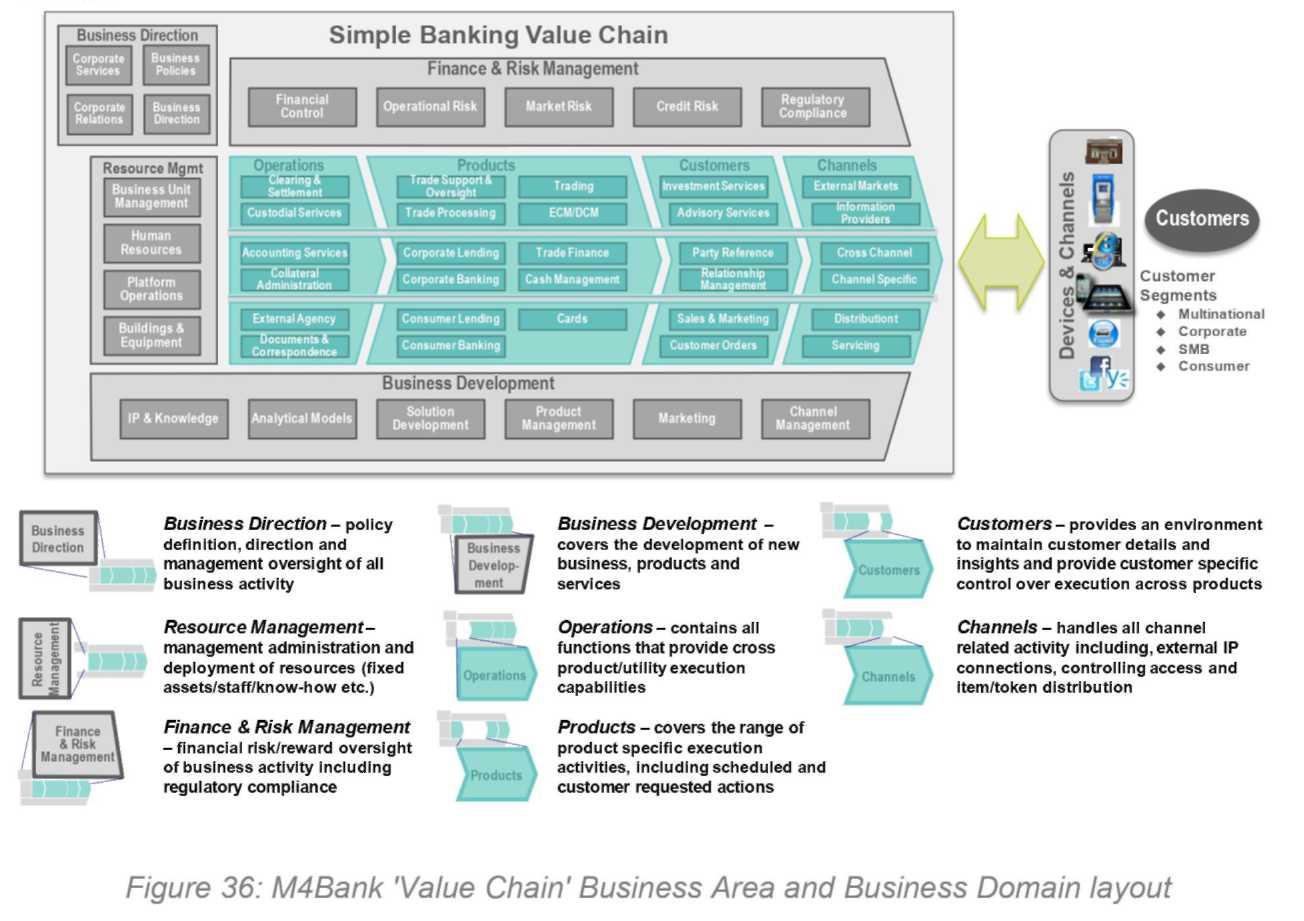 Simple Banking Value Chain
Business Direction
Corporate
Services
Business
Policies
Corporate
Relations
Business
Direction
Finance & Risk Management
Financial
Control
Operational Risk
Market Risk
Credit Risk
Regulatory
Compliance
Resource Mgmt
Business Unit
Management
Human
Resources
Platform
Operations
Buildings &
Equipment
Operations
Clearing &
Settlement
Custodial Serivces
Accounting Services
Collateral
Administration
External Agency
Documents &
Correspondence
Products
Trade Support &
Oversight
Trading
Trade Processing
ECM/DCM
Corporate Lending
Trade Finance
Corporate Banking
Cash Management
Consumer Lending
Cards
Consumer Banking
Customers
Investment Services
Advisory Services
Party Reference
Relationship
Management
Sales & Marketing
Customer Orders
Channels
External Markets
Information
Providers
Cross Channel
Channel Specific
Distributiont
Servicing
Business Development
IP & Knowledge
Analytical Models
Solution
Development
Product
Management
Marketing
Channel
Management
Devices & Channels
Customers
Customer
Segments
◆ Multinational
◆ Corporate
◆ SMB
◆ Consumer
Business
Direction
Business Direction – policy
definition, direction and
management oversight of all
business activity
Resource
Management
Resource Management –
management administration and
deployment of resources (fixed
assets/staff/know-how etc.)
Finance
& Risk
Management
Finance & Risk Management
– financial risk/reward oversight
of business activity including
regulatory compliance
Business
Develop-
ment
Business Development –
covers the development of new
business, products and
services
Operations
Operations – contains all
functions that provide cross
product/utility execution
capabilities
Products
Products – covers the range of
product specific execution
activities, including scheduled and
customer requested actions
Customers
Customers – provides an environment
to maintain customer details and
insights and provide customer specific
control over execution across products
Channels
Channels – handles all channel
related activity including, external IP
connections, controlling access and
item/token distribution
Figure 36: M4Bank 'Value Chain' Business Area and Business Domain layout